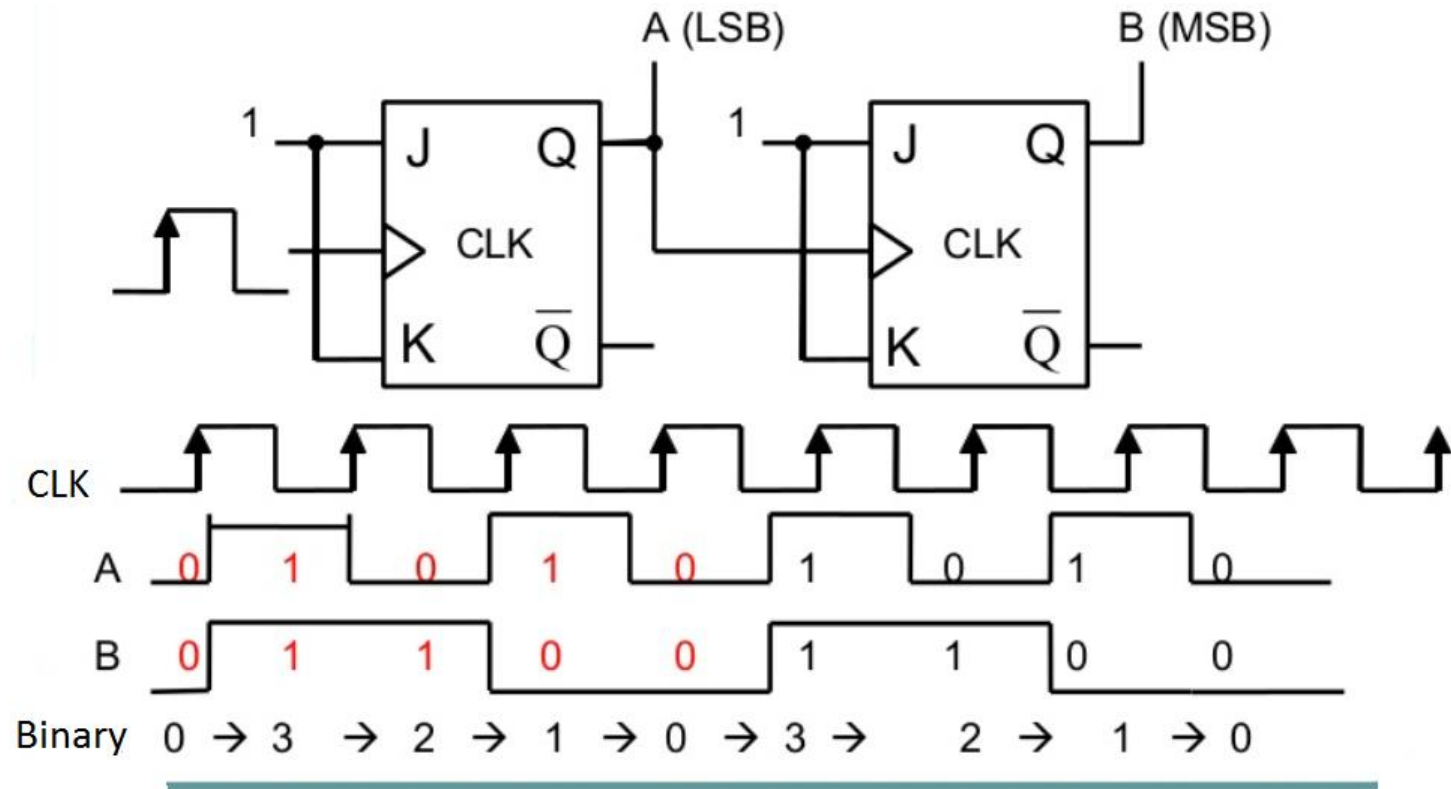 A (LSB) B (MSB)
1 J Q 1 J Q
CLK CLK
K Q̅ K Q̅
CLK
A 0 1 0 1 0 1 0 1 0
B 0 1 1 0 0 1 1 0 0
Binary 0 → 3 → 2 → 1 → 0 → 3 → 2 → 1 → 0